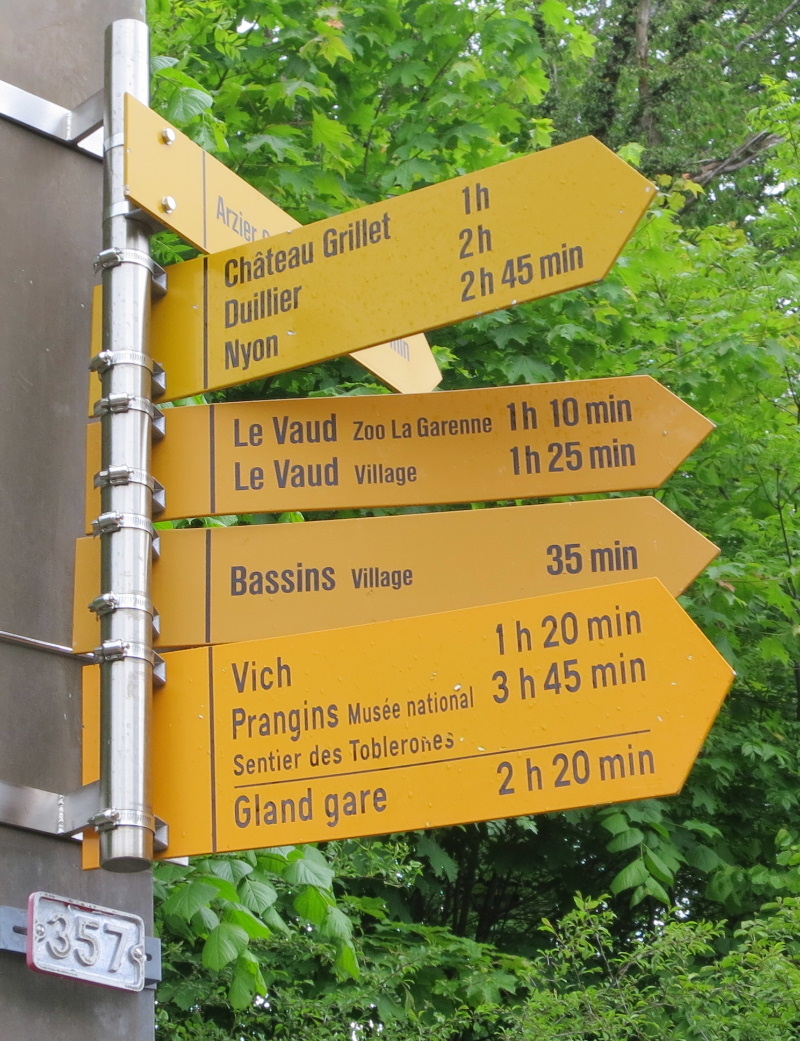 Arzier
Château Grillet 1h
Duillier 2h
Nyon 2h 45 min
min
Le Vaud Zoo La Garenne 1h 10 min
Le Vaud Village 1h 25 min
Bassins Village 35 min
Vich 1 h 20 min
Prangins Musée national 3 h 45 min
Sentier des Toblerones
Gland gare 2 h 20 min
357